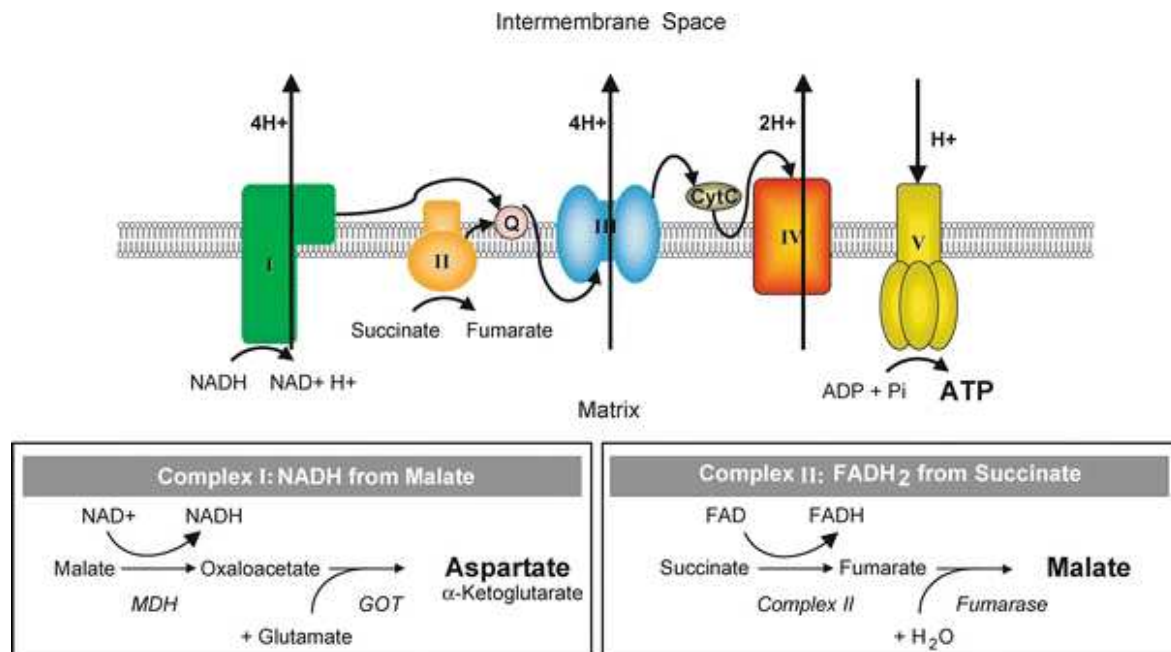 Intermembrane Space
4H+
4H+
2H+
H+
CytC
Q
I
II
III
IV
V
Succinate Fumarate
NADH NAD+ H+
ADP + Pi ATP
Matrix
Complex I: NADH from Malate
NAD+ NADH
Malate Oxaloacetate Aspartate
α-Ketoglutarate
MDH GOT
+ Glutamate
Complex II: FADH₂ from Succinate
FAD FADH
Succinate Fumarate Malate
Complex II Fumarase
+ H₂O